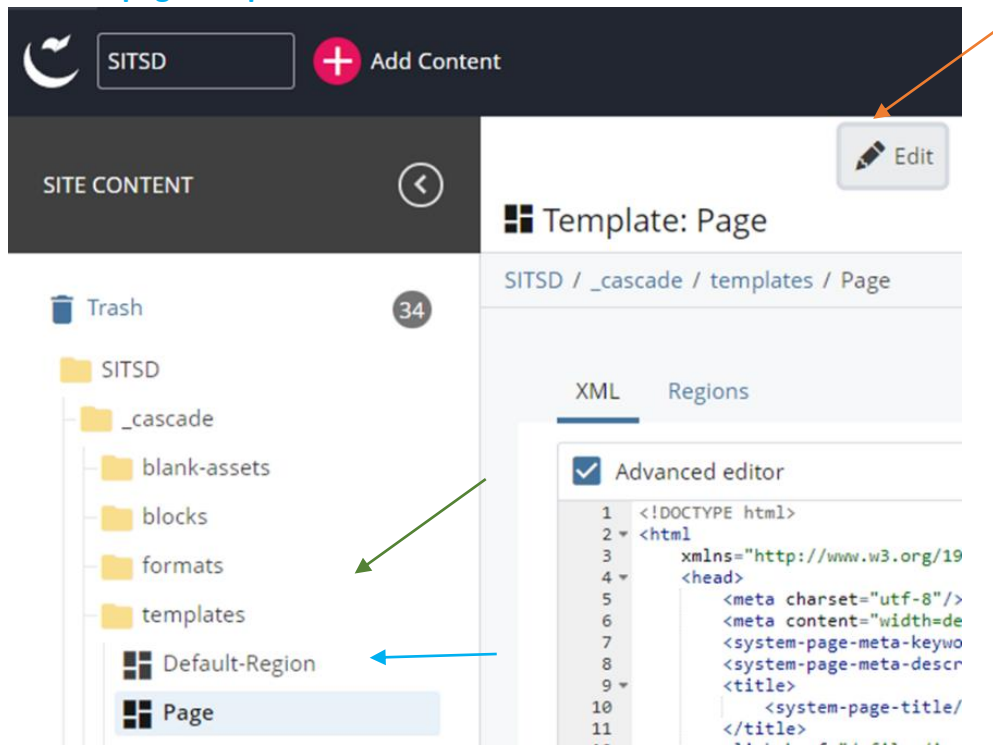 SITSD
Add Content
Edit
SITE CONTENT
Template: Page
SITSD / _cascade / templates / Page
Trash
34
SITSD
_cascade
blank-assets
blocks
formats
templates
Default-Region
Page
XML Regions
Advanced editor
1 <!DOCTYPE html>
2 <html
3 xmlns="http://www.w3.org/19
4 <head>
5 <meta charset="utf-8"/>
6 <meta content="width=de
7 <system-page-meta-keywo
8 <system-page-meta-descr
9 <title>
10 <system-page-title/
11 </title>